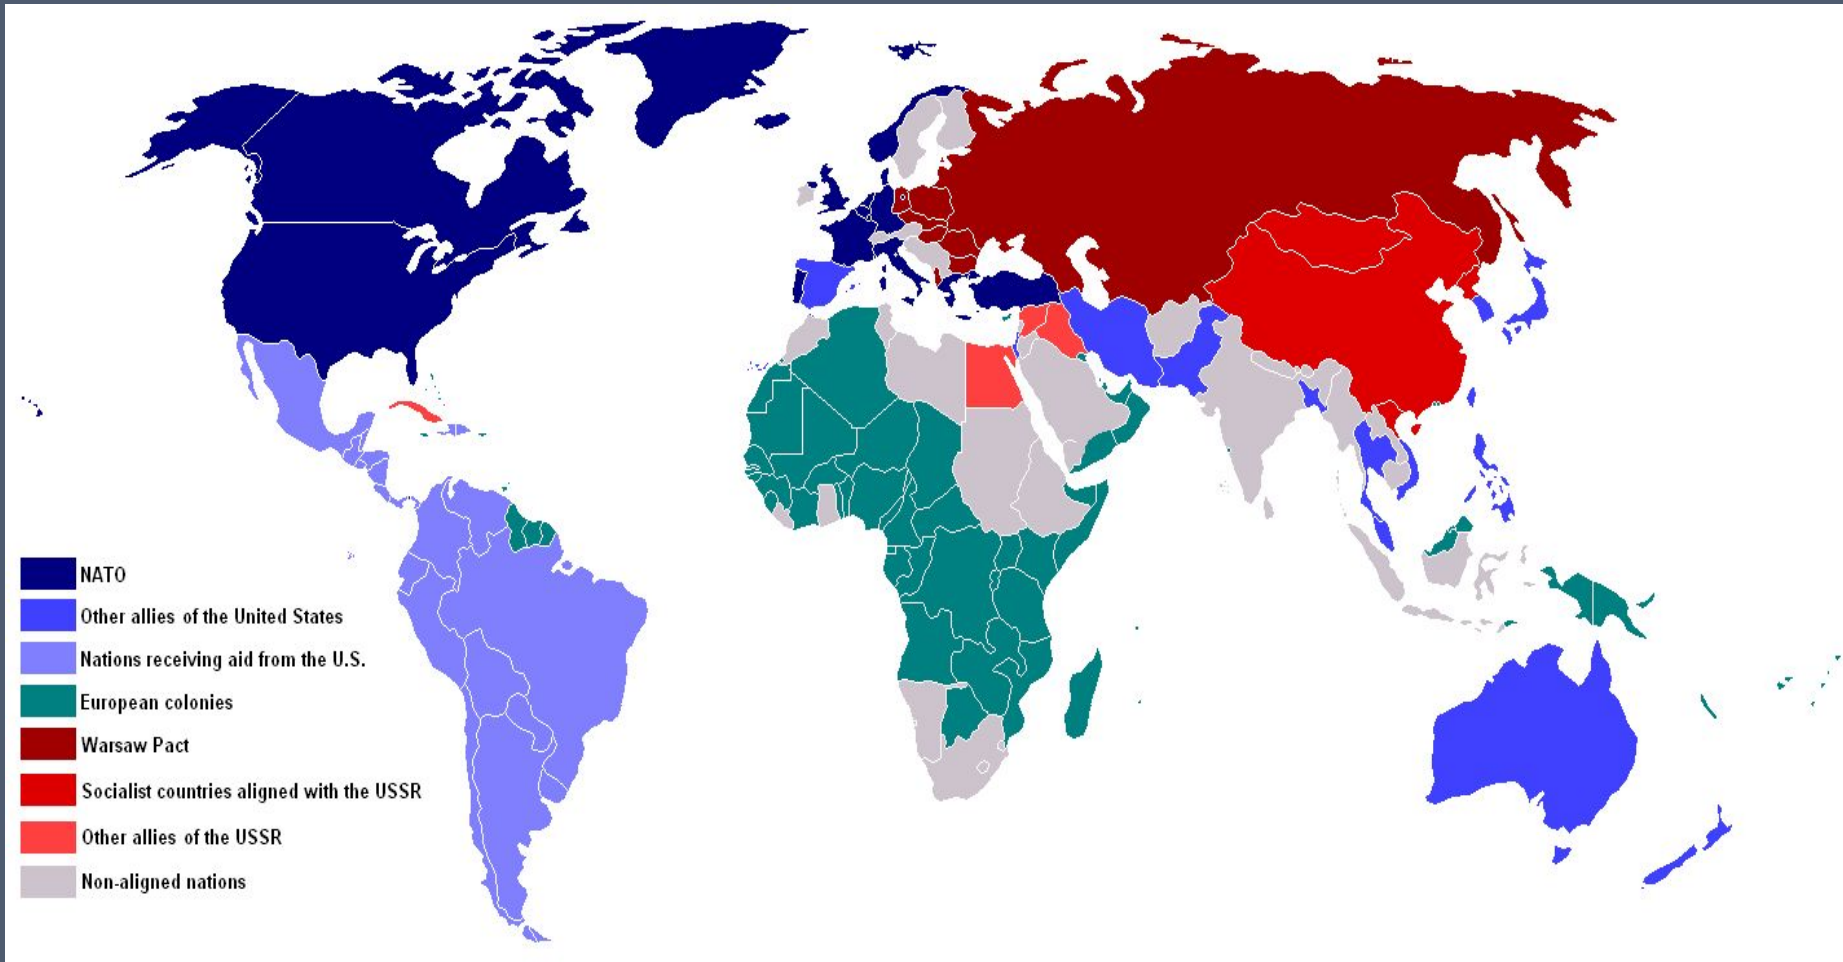 NATO
Other allies of the United States
Nations receiving aid from the U.S.
European colonies
Warsaw Pact
Socialist countries aligned with the USSR
Other allies of the USSR
Non-aligned nations